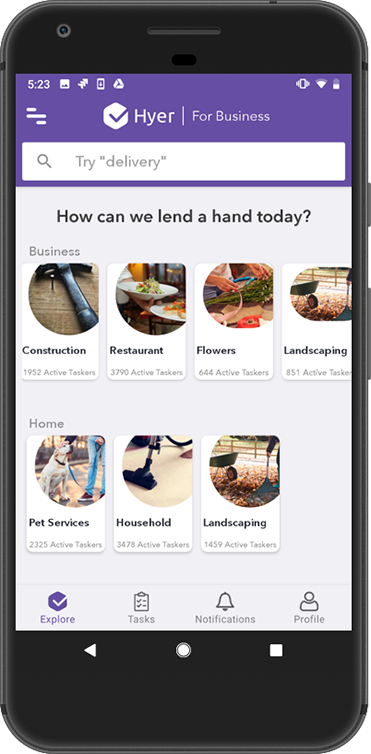 5:23
Hyer | For Business
Try "delivery"
How can we lend a hand today?
Business
Construction Restaurant Flowers Landscaping
1952 Active Taskers 3790 Active Taskers 644 Active Taskers 851 Active Taskers
Home
Pet Services Household Landscaping
2325 Active Taskers 3478 Active Taskers 1459 Active Taskers
Explore Tasks Notifications Profile